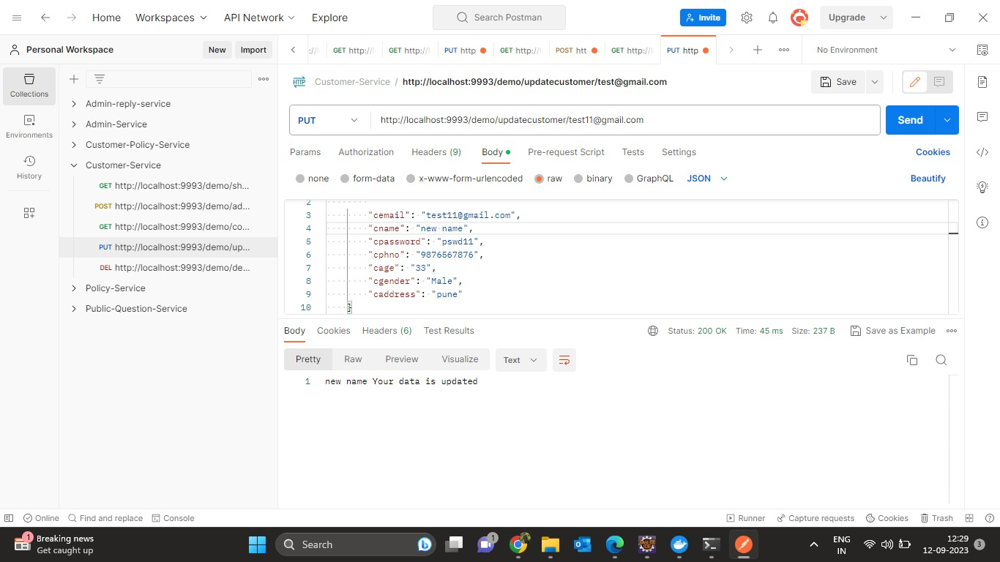 Home Workspaces API Network Explore Search Postman Invite Upgrade
Personal Workspace New Import
GET http://l GET http:// PUT http GET http://l POST htt GET http:// PUT http No Environment
Collections
Environments
History
Admin-reply-service
Admin-Service
Customer-Policy-Service
Customer-Service
GET http://localhost:9993/demo/sh...
POST http://localhost:9993/demo/ad...
GET http://localhost:9993/demo/co...
PUT http://localhost:9993/demo/up...
DEL http://localhost:9993/demo/de...
Policy-Service
Public-Question-Service
HTTP Customer-Service / http://localhost:9993/demo/updatecustomer/test@gmail.com Save
PUT http://localhost:9993/demo/updatecustomer/test11@gmail.com Send
Params Authorization Headers (9) Body Pre-request Script Tests Settings Cookies
none form-data x-www-form-urlencoded raw binary GraphQL JSON Beautify
2
3 "cemail": "test11@gmail.com",
4 "cname": "new name",
5 "cpassword": "pswd11",
6 "cphno": "9876567876",
7 "cage": "33",
8 "cgender": "Male",
9 "caddress": "pune"
10 }
Body Cookies Headers (6) Test Results Status: 200 OK Time: 45 ms Size: 237 B Save as Example
Pretty Raw Preview Visualize Text
1 new name Your data is updated
Online Find and replace Console Runner Capture requests Cookies Trash
1 Breaking news
Get caught up
Search
1
ENG
IN
12:29
12-09-2023
3